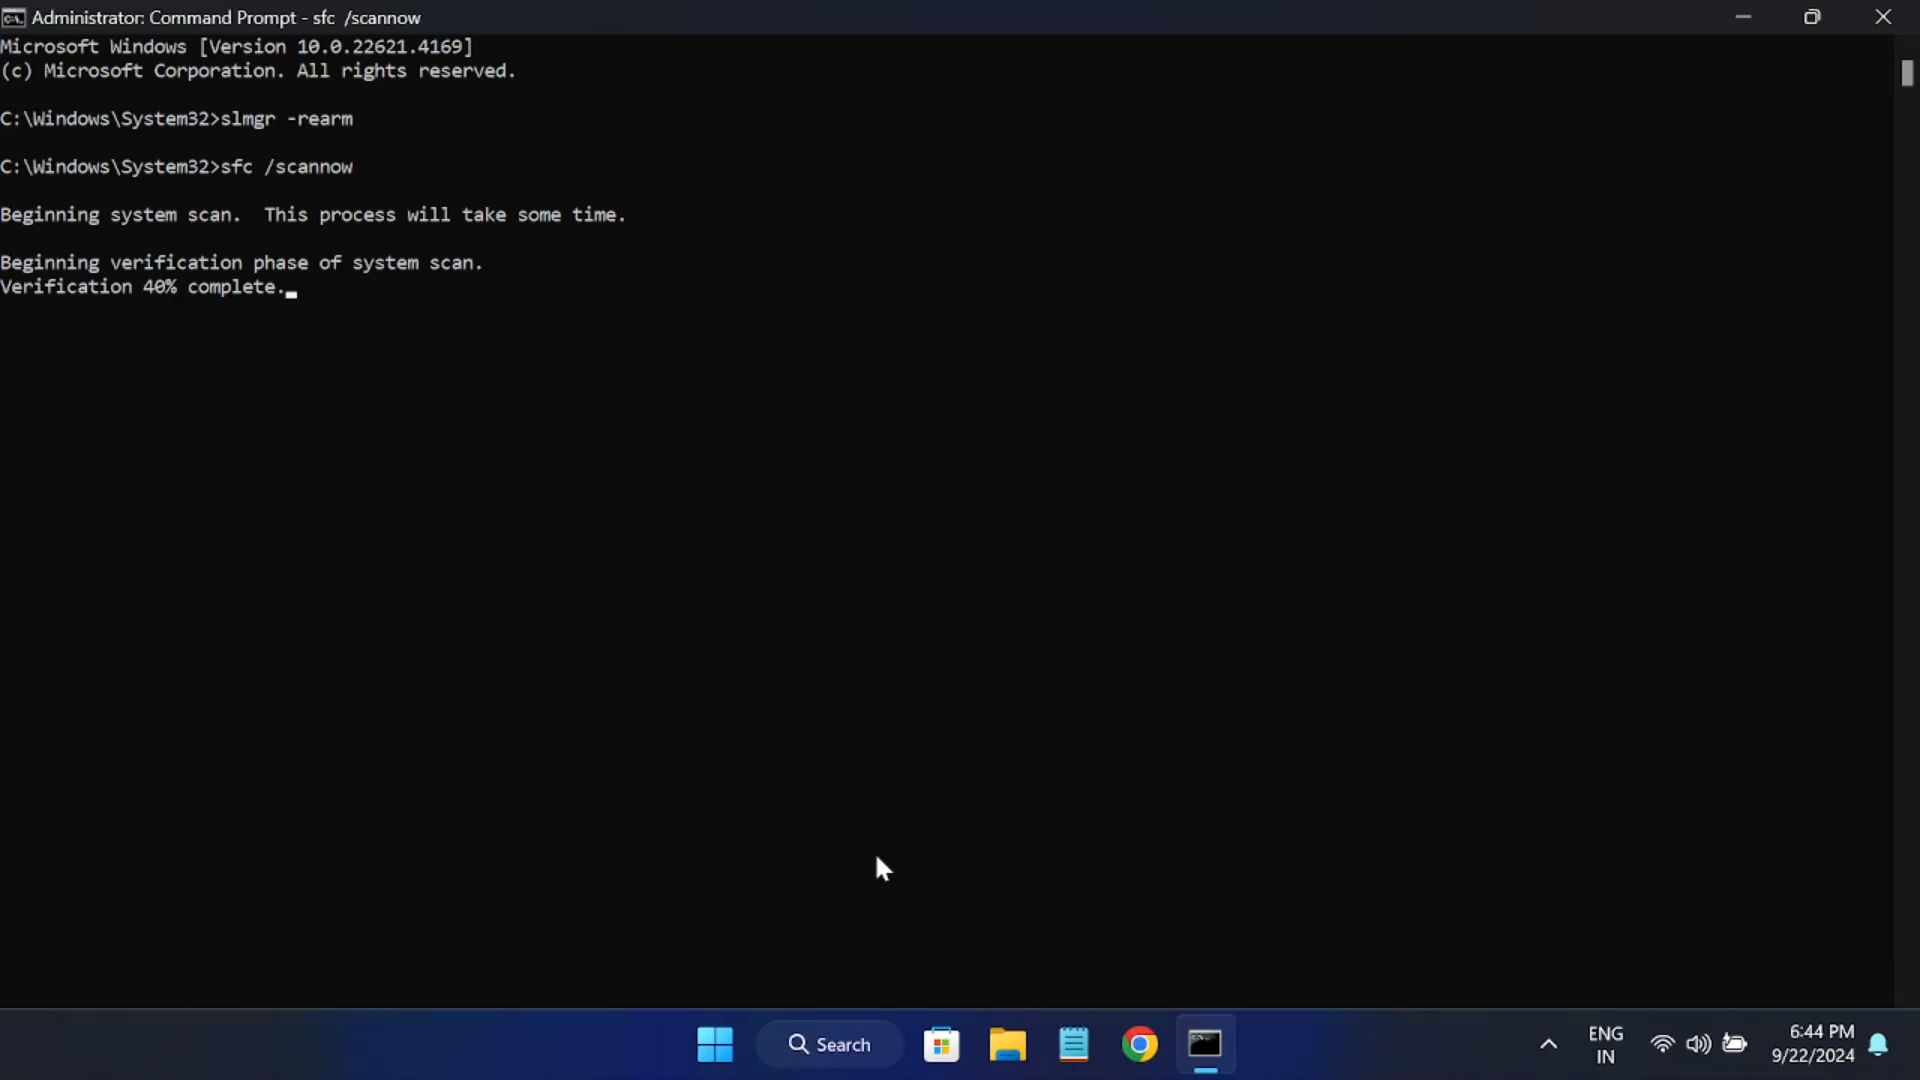 Administrator: Command Prompt - sfc /scannow
Microsoft Windows [Version 10.0.22621.4169]
(c) Microsoft Corporation. All rights reserved.
C:\Windows\System32>slmgr -rearm
C:\Windows\System32>sfc /scannow
Beginning system scan.  This process will take some time.
Beginning verification phase of system scan.
Verification 40% complete.
Search
ENG
IN
6:44 PM
9/22/2024